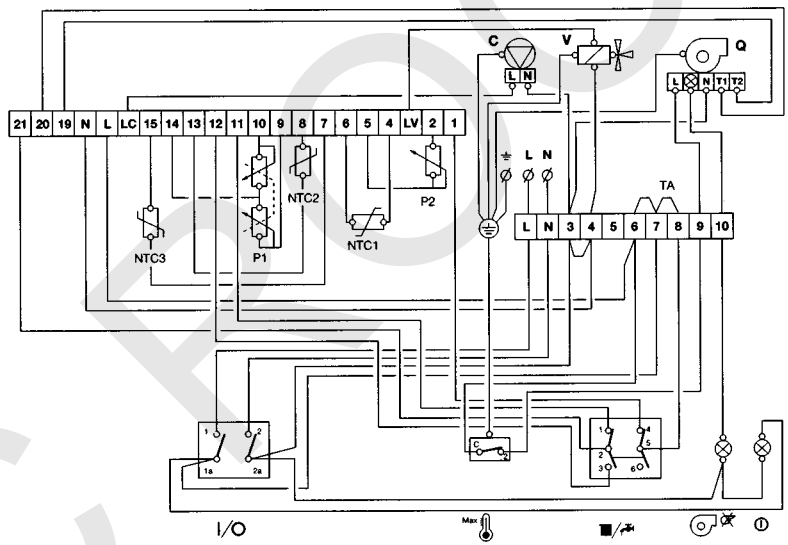 C
V
Q
L N
L N T1 T2
21 20 19 N L LC 15 14 13 12 11 10 9 8 7 6 5 4 LV 2 1
L N
TA
NTC3
P1
NTC2
NTC1
P2
L N 3 4 5 6 7 8 9 10
1 2
1a 2a
C
2
1 4
2 5
3 6
I/O
Max